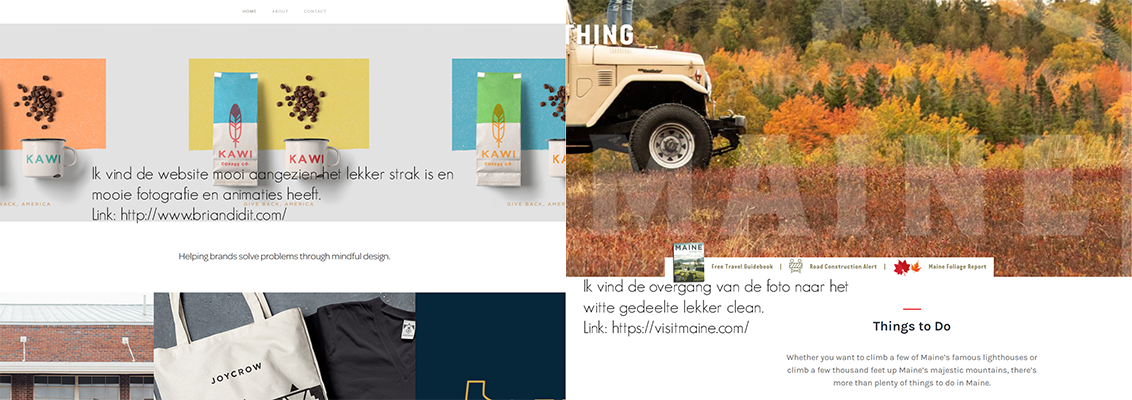 HOME ABOUT CONTACT
KAWI
KAWI
COFFEE CO.
KAWI
KAWI
COFFEE CO.
KAWI
BACK, AMERICA
GIVE BACK, AMERICA
GIVE BACK, AMERICA
Ik vind de website mooi aangezien het lekker strak is en
mooie fotografie en animaties heeft.
Link: http://www.briandidit.com/
Helping brands solve problems through mindful design.
JOYCROW
THING
MAINE
MAINE
Free Travel Guidebook | Road Construction Alert | Maine Foliage Report
Ik vind de overgang van de foto naar het
witte gedeelte lekker clean.
Link: https://visitmaine.com/
Things to Do
Whether you want to climb a few of Maine's famous lighthouses or
climb a few thousand feet up Maine's majestic mountains, there's
more than plenty of things to do in Maine.